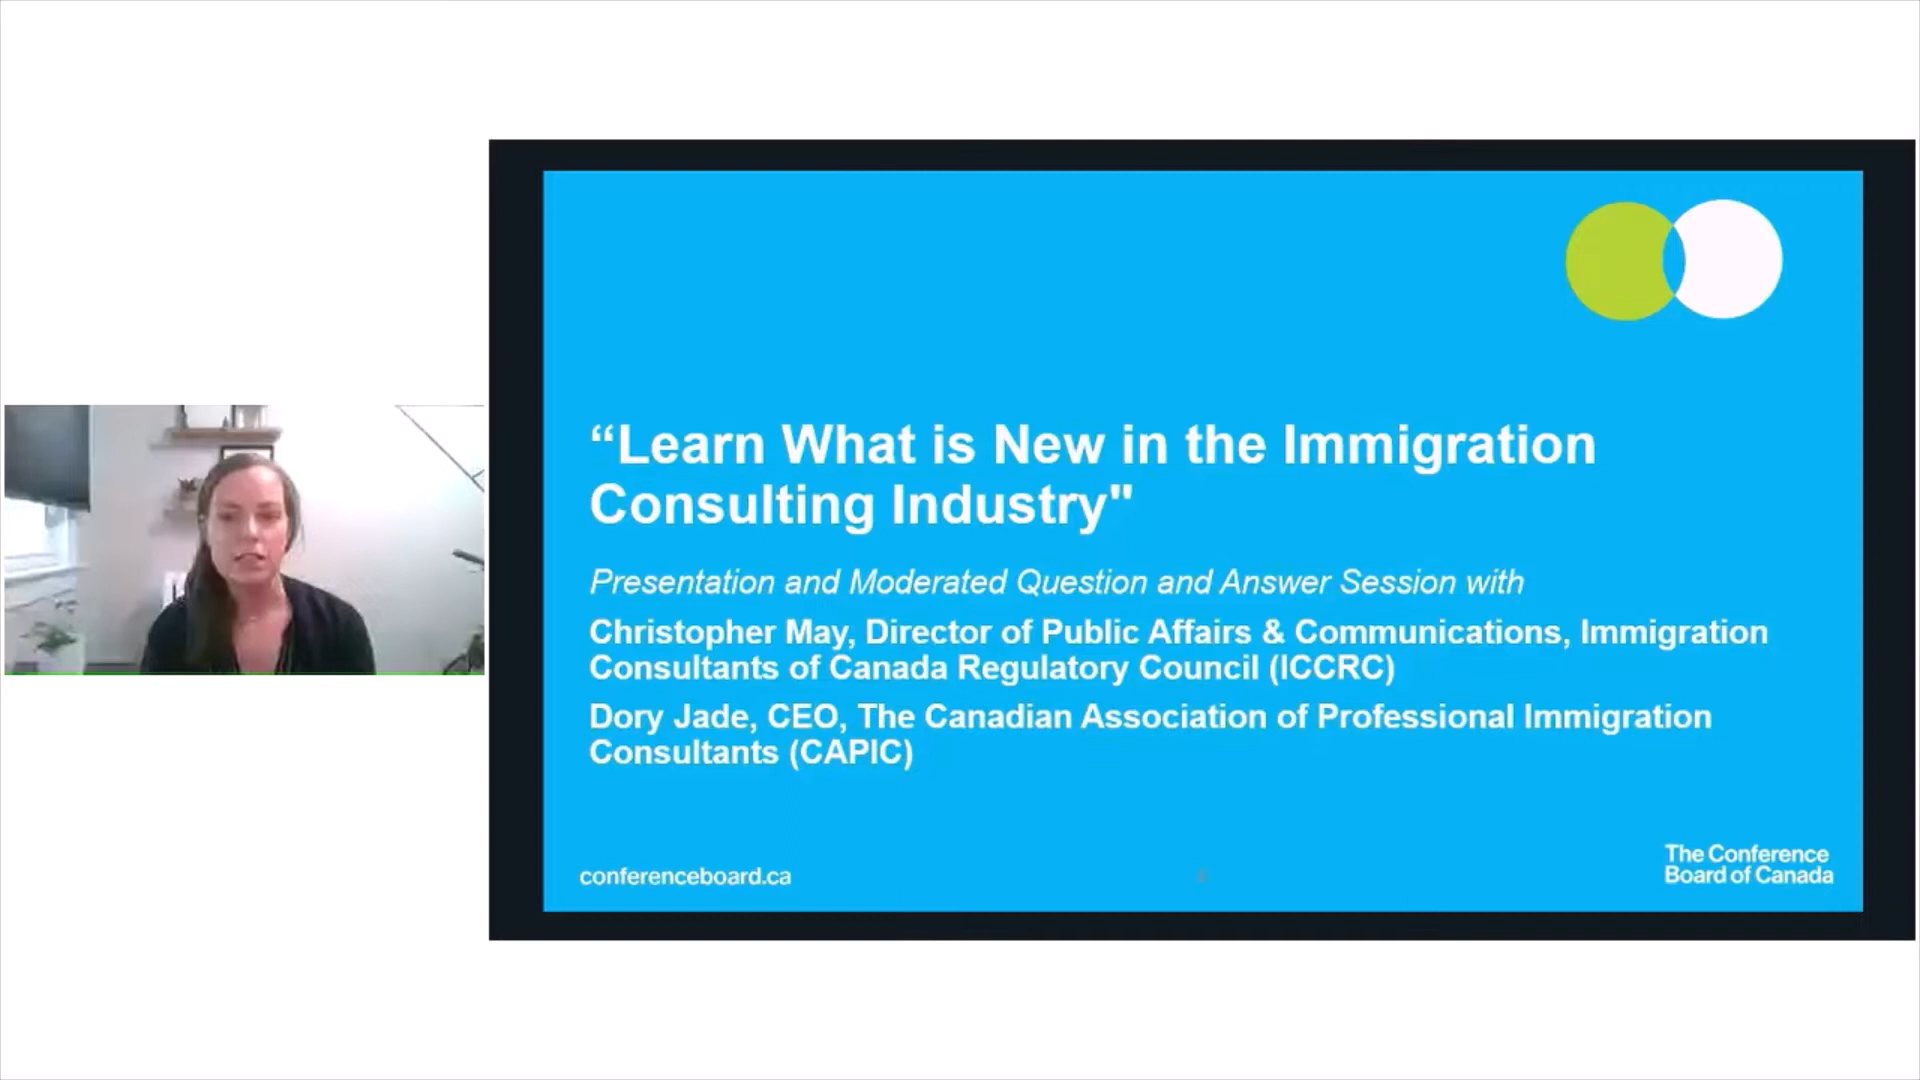 “Learn What is New in the Immigration
Consulting Industry"
Presentation and Moderated Question and Answer Session with
Christopher May, Director of Public Affairs & Communications, Immigration
Consultants of Canada Regulatory Council (ICCRC)
Dory Jade, CEO, The Canadian Association of Professional Immigration
Consultants (CAPIC)
conferenceboard.ca
The Conference
Board of Canada